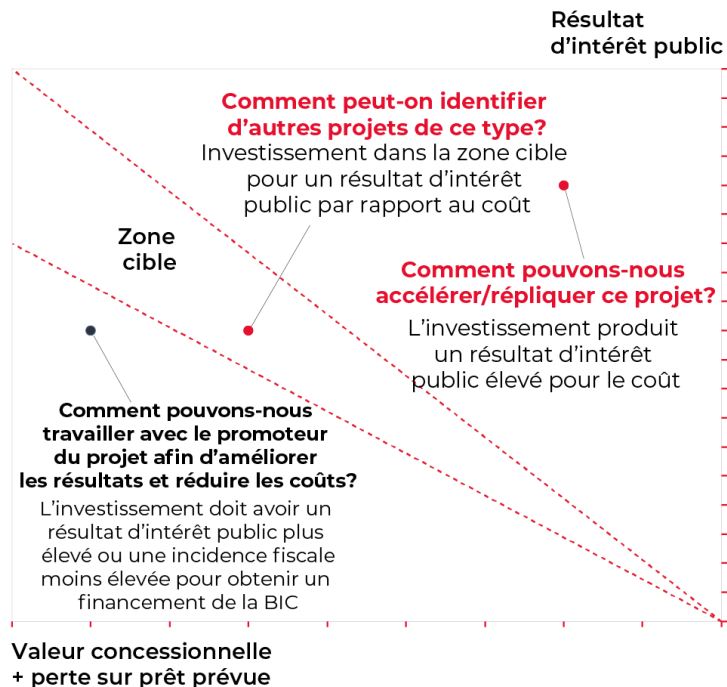 Résultat
d’intérêt public
Comment peut-on identifier
d’autres projets de ce type?
Investissement dans la zone cible
pour un résultat d’intérêt
public par rapport au coût
Zone
cible
Comment pouvons-nous
accélérer/répliquer ce projet?
L’investissement produit
un résultat d’intérêt
public élevé pour le coût
Comment pouvons-nous
travailler avec le promoteur
du projet afin d’améliorer
les résultats et réduire les coûts?
L’investissement doit avoir un
résultat d’intérêt public plus
élevé ou une incidence fiscale
moins élevée pour obtenir un
financement de la BIC
Valeur concessionnelle
+ perte sur prêt prévue